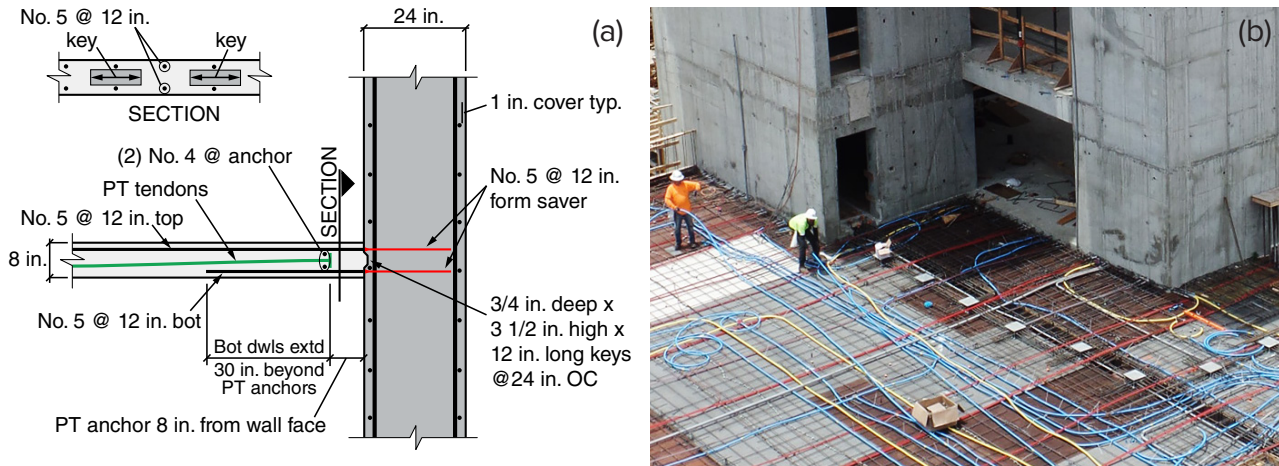 No. 5 @ 12 in.
key
key
SECTION
24 in.
(a)
1 in. cover typ.
(2) No. 4 @ anchor
PT tendons
No. 5 @ 12 in. top
SECTION
No. 5 @ 12 in.
form saver
8 in.
No. 5 @ 12 in. bot
Bot dwls extd
30 in. beyond
PT anchors
PT anchor 8 in. from wall face
3/4 in. deep x
3 1/2 in. high x
12 in. long keys
@24 in. OC
(b)